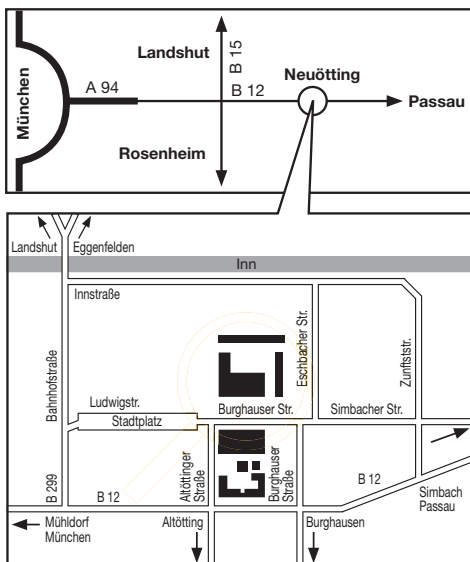 Landshut
B 15
Neuötting
München
A 94
B 12
Passau
Rosenheim
Landshut
Eggenfelden
Inn
Innstraße
Bahnhofstraße
Eschbacher Str.
Zunftststr.
Ludwigstr.
Stadtplatz
Burghauser Str.
Simbacher Str.
B 299
B 12
Altöttinger
Straße
Burghauser
Straße
B 12
Simbach
Passau
Mühldorf
München
Altötting
Burghausen